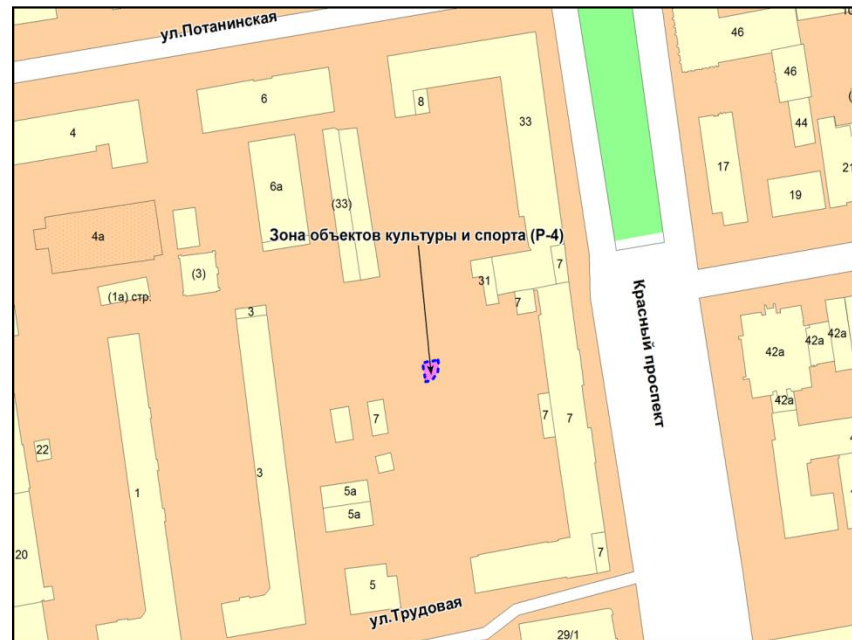 ул.Потанинская
46
46
44
6
8
33
4
17
6а
21
19
(33)
4а
Зона объектов культуры и спорта (Р-4)
7
(3)
31
7
(1а) стр.
3
Красный проспект
42а
42а
42а
42а
7
7
7
22
3
1
5а
5а
20
7
5
ул.Трудовая
29/1